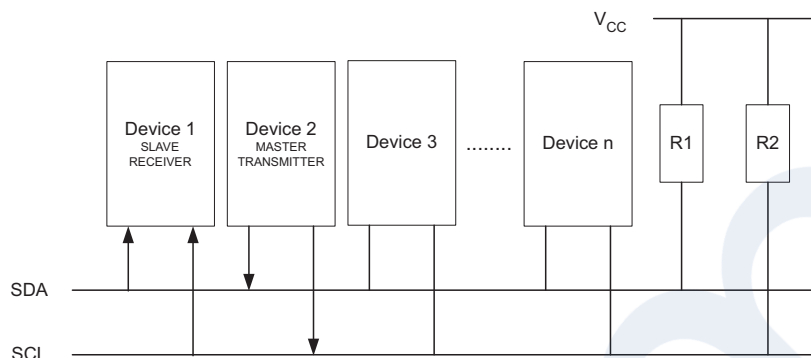 VCC
Device 1
SLAVE
RECEIVER
Device 2
MASTER
TRANSMITTER
Device 3
........
Device n
R1
R2
SDA
SCL